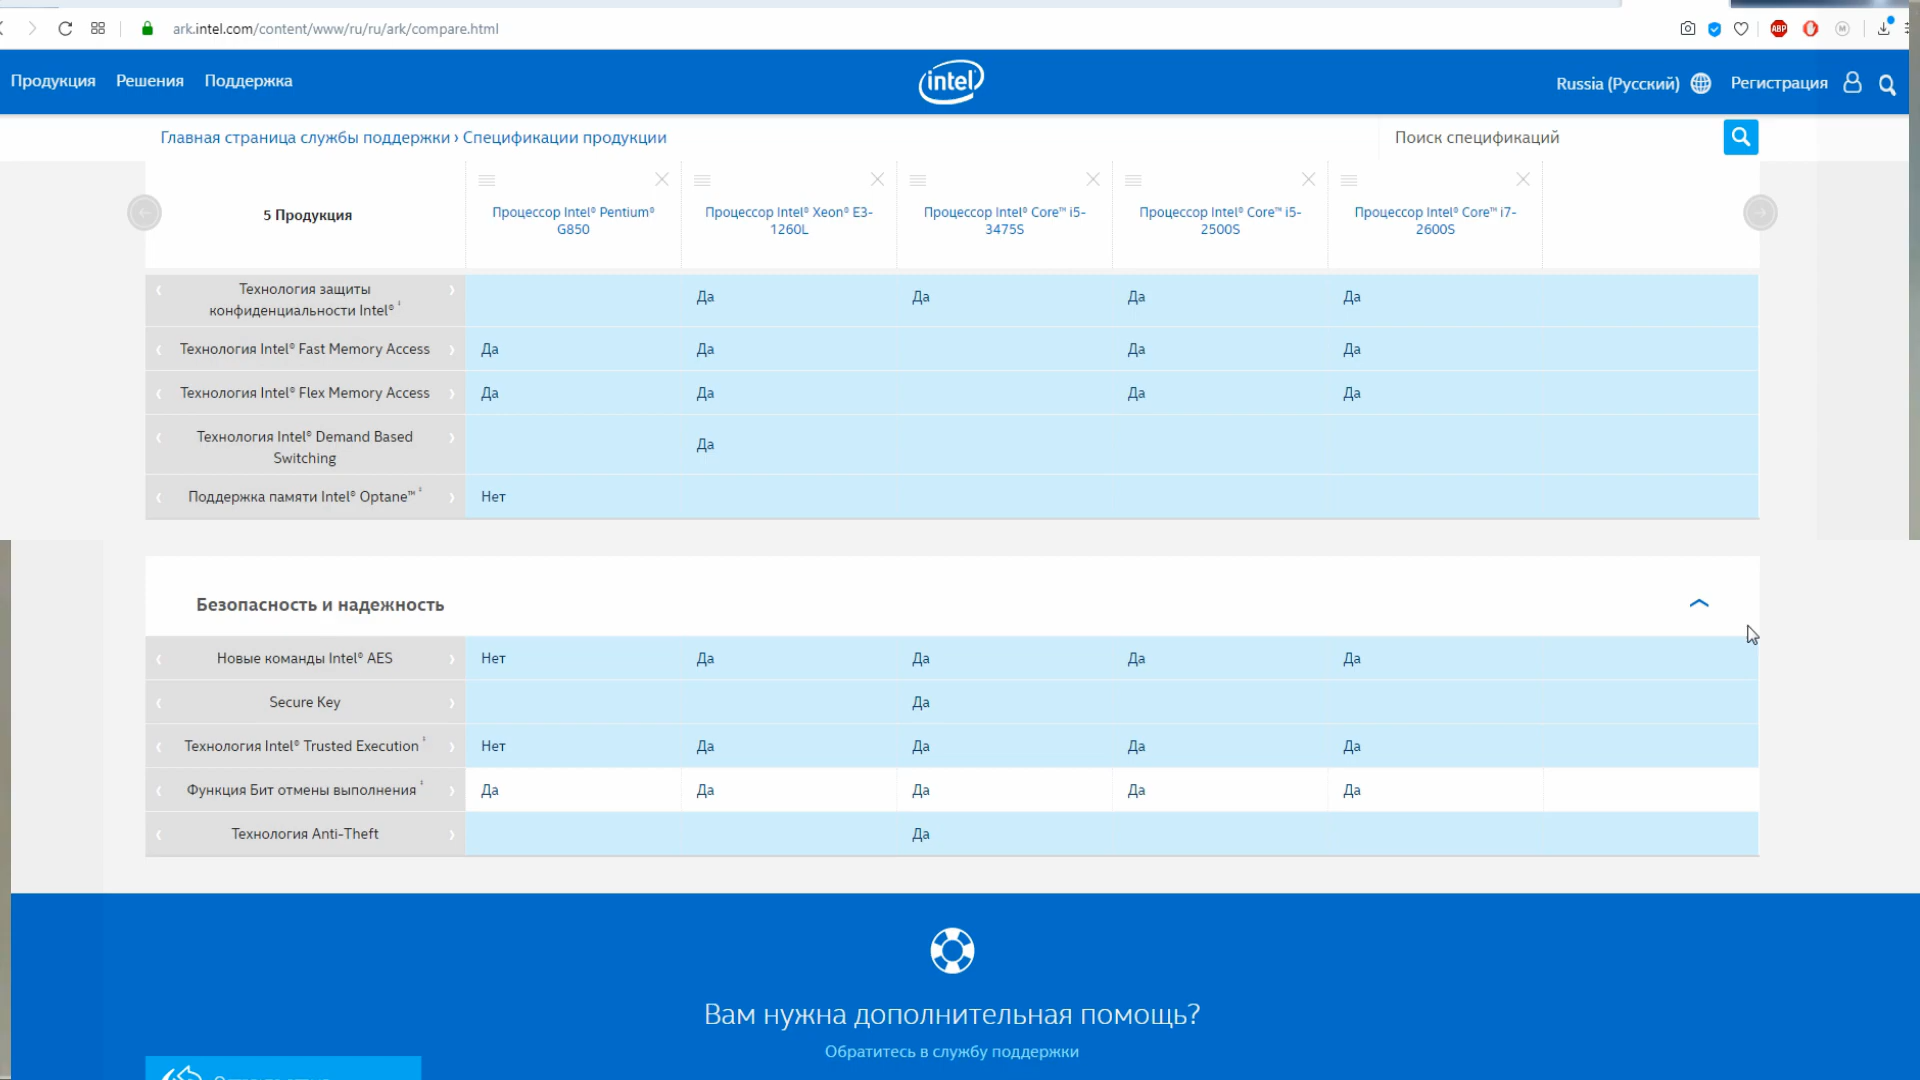 ark.intel.com/content/www/ru/ru/ark/compare.html
ABP
M
Продукция Решения Поддержка
intel
Russia (Русский) Регистрация
Главная страница службы поддержки › Спецификации продукции
Поиск спецификаций
5 Продукция
Процессор Intel® Pentium®
G850
Процессор Intel® Xeon® E3-
1260L
Процессор Intel® Core™ i5-
3475S
Процессор Intel® Core™ i5-
2500S
Процессор Intel® Core™ i7-
2600S
Технология защиты
конфиденциальности Intel® ‡ Да Да Да Да
Технология Intel® Fast Memory Access Да Да Да Да
Технология Intel® Flex Memory Access Да Да Да Да
Технология Intel® Demand Based
Switching Да
Поддержка памяти Intel® Optane™ ‡ Нет
Безопасность и надежность
Новые команды Intel® AES Нет Да Да Да Да
Secure Key Да
Технология Intel® Trusted Execution ‡ Нет Да Да Да Да
Функция Бит отмены выполнения ‡ Да Да Да Да Да
Технология Anti-Theft Да
Вам нужна дополнительная помощь?
Обратитесь в службу поддержки